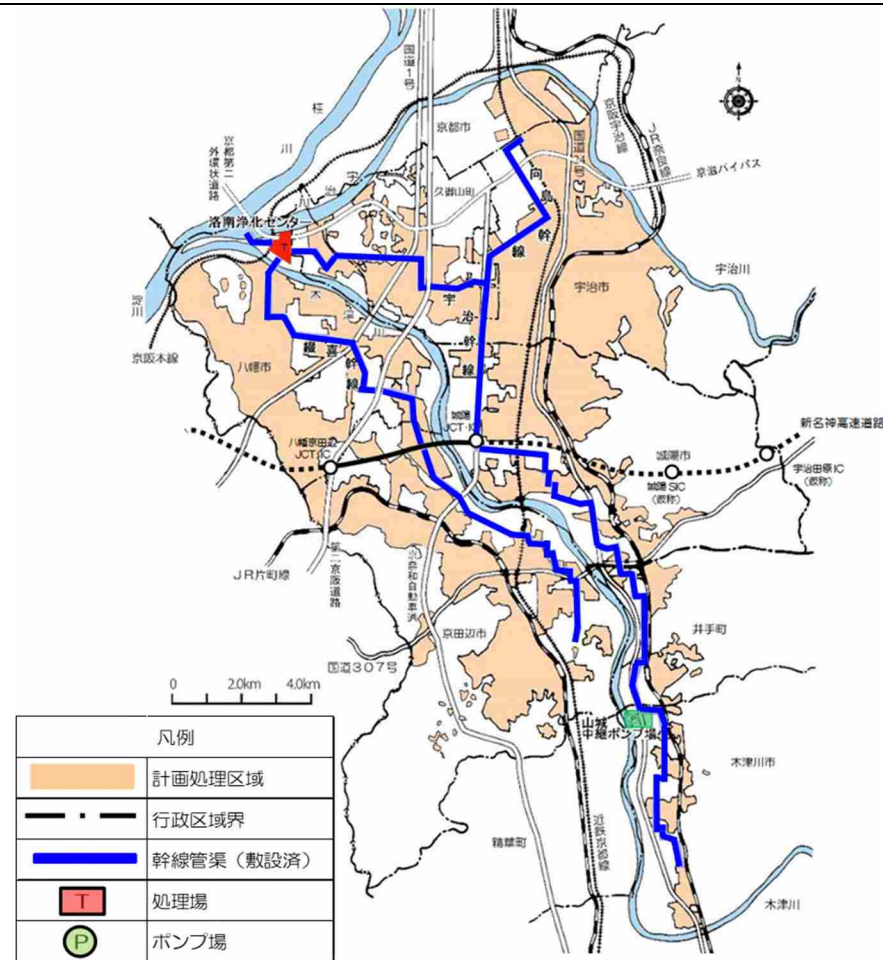 国道1号
桂川
京都市
国道24号
京阪宇治線
JR奈良線
京滋バイパス
京都第二
外環状道路
宇治川
久御山町
向島幹線
洛南浄化センター
T
木津川
宇治幹線
宇治市
宇治川
淀川
京阪本線
八幡市
綴喜幹線
城陽
JCT・IC
新名神高速道路
八幡京田辺
JCT・IC
城陽市
城陽SIC
(仮称)
宇治田原IC
(仮称)
JR片町線
第二京阪道路
京奈和自動車道
京田辺市
国道307号
井手町
0 2.0km 4.0km
山城
中継ポンプ場
P
木津川市
精華町
近鉄京都線
木津川
凡例
計画処理区域
行政区域界
幹線管渠（敷設済）
T 処理場
P ポンプ場
N